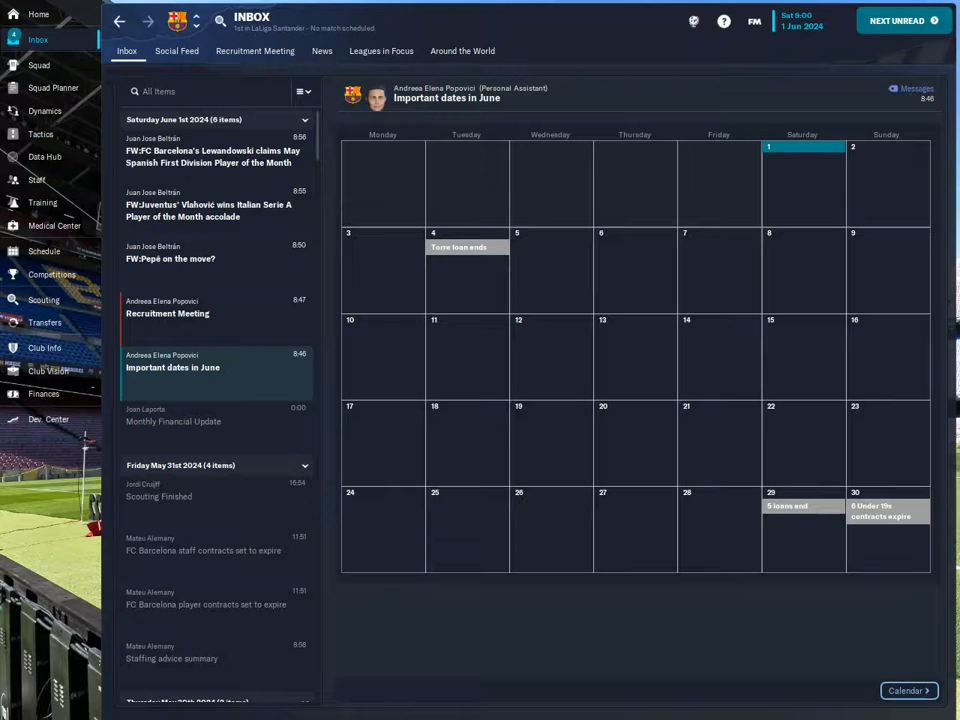 Home
4
Inbox
Squad
Squad Planner
Dynamics
Tactics
Data Hub
Staff
Training
Medical Center
Schedule
Competitions
Scouting
Transfers
Club Info
Club Vision
Finances
Dev. Center
INBOX
1st in LaLiga Santander - No match scheduled.
?
FM
Sat 9:00
1 Jun 2024
NEXT UNREAD
Inbox
Social Feed
Recruitment Meeting
News
Leagues in Focus
Around the World
All Items
Saturday June 1st 2024 (6 items)
Juan Jose Beltrán 8:56
FW:FC Barcelona's Lewandowski claims May
Spanish First Division Player of the Month
Juan Jose Beltrán 8:55
FW:Juventus' Vlahović wins Italian Serie A
Player of the Month accolade
Juan Jose Beltrán 8:50
FW:Pepê on the move?
Andreea Elena Popovici 8:47
Recruitment Meeting
Andreea Elena Popovici 8:46
Important dates in June
Joan Laporta 0:00
Monthly Financial Update
Friday May 31st 2024 (4 items)
Jordi Cruijff 16:54
Scouting Finished
Mateu Alemany 11:51
FC Barcelona staff contracts set to expire
Mateu Alemany 11:51
FC Barcelona player contracts set to expire
Mateu Alemany 8:58
Staffing advice summary
Andreea Elena Popovici (Personal Assistant)
Important dates in June
Messages
8:46
Monday Tuesday Wednesday Thursday Friday Saturday Sunday
1 2
3 4 5 6 7 8 9
Torre loan ends
10 11 12 13 14 15 16
17 18 19 20 21 22 23
24 25 26 27 28 29 30
5 loans end
6 Under 19s
contracts expire
Calendar